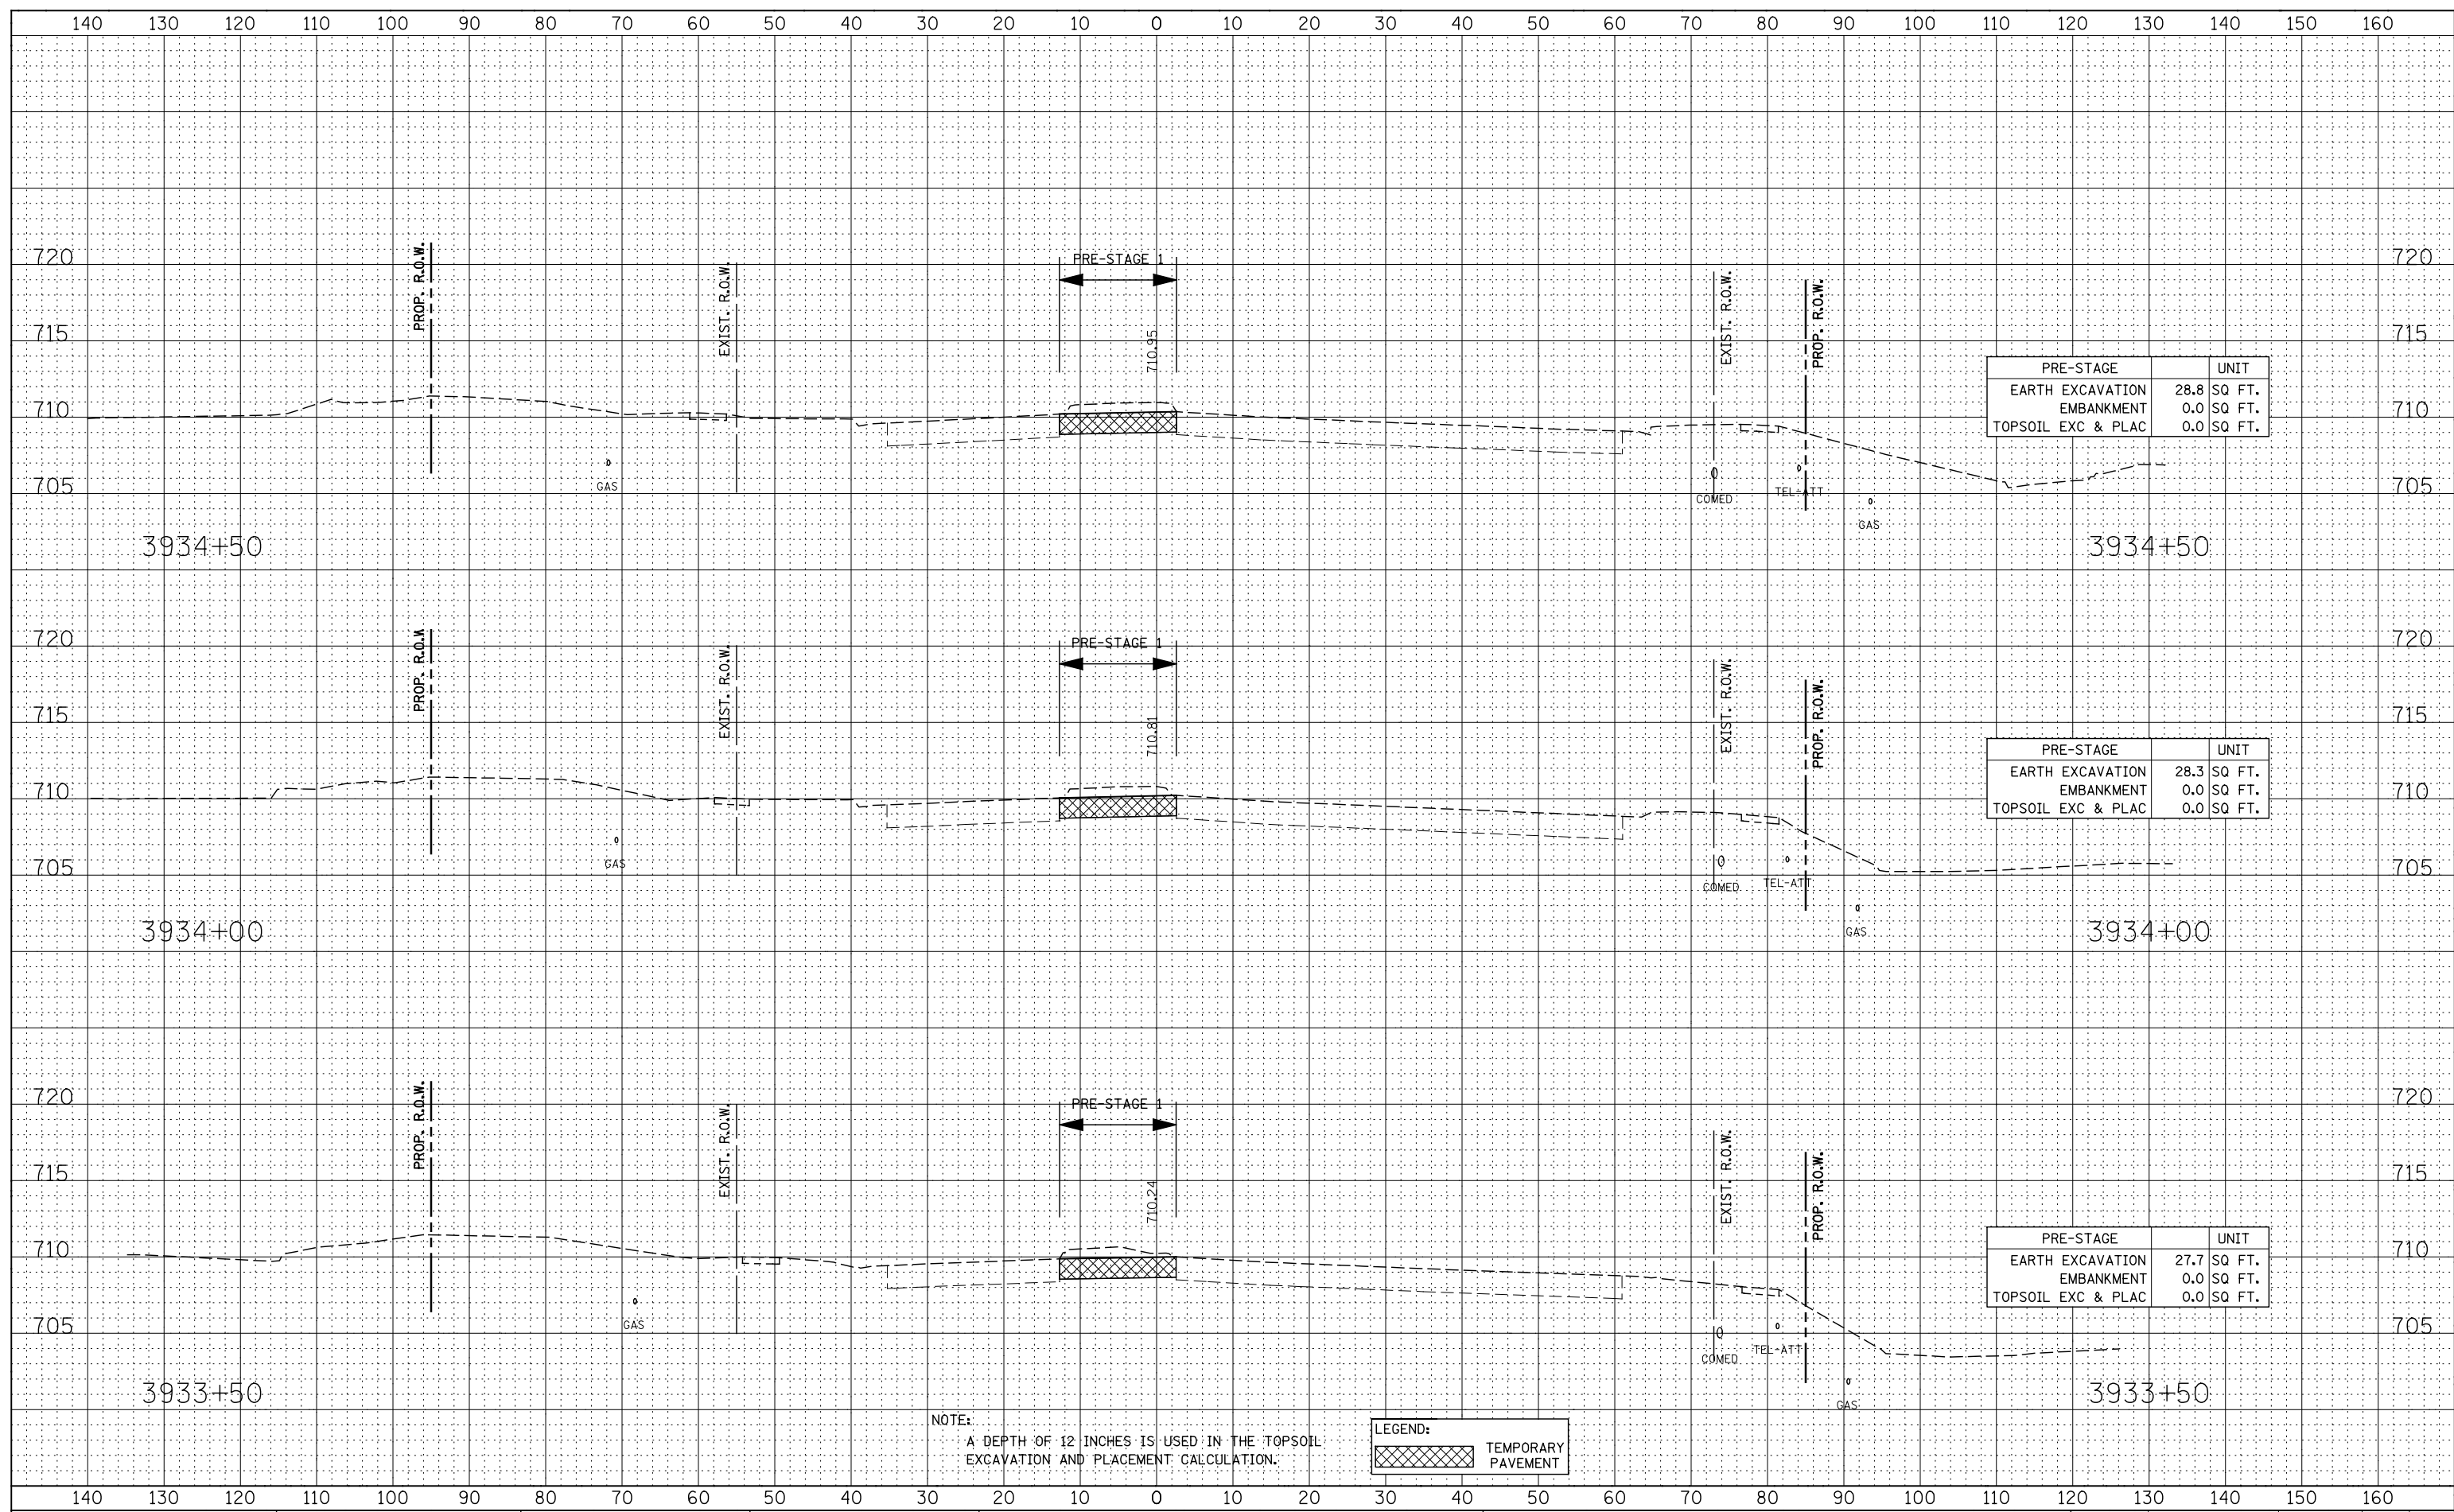 140 130 120 110 100 90 80 70 60 50 40 30 20 10 0 10 20 30 40 50 60 70 80 90 100 110 120 130 140 150 160
720 PROP. R.O.W. EXIST. R.O.W. PRE-STAGE 1 EXIST. R.O.W. PROP. R.O.W. 720
715 710.95 715
PRE-STAGE UNIT
EARTH EXCAVATION 28.8 SQ FT.
EMBANKMENT 0.0 SQ FT.
TOPSOIL EXC & PLAC 0.0 SQ FT.
710 710
705 GAS COMED TEL-ATT GAS 705
3934+50 3934+50
720 PROP. R.O.W. EXIST. R.O.W. PRE-STAGE 1 EXIST. R.O.W. PROP. R.O.W. 720
715 710.81 715
PRE-STAGE UNIT
EARTH EXCAVATION 28.3 SQ FT.
EMBANKMENT 0.0 SQ FT.
TOPSOIL EXC & PLAC 0.0 SQ FT.
710 710
705 GAS COMED TEL-ATT GAS 705
3934+00 3934+00
720 PROP. R.O.W. EXIST. R.O.W. PRE-STAGE 1 EXIST. R.O.W. PROP. R.O.W. 720
715 710.24 715
PRE-STAGE UNIT
EARTH EXCAVATION 27.7 SQ FT.
EMBANKMENT 0.0 SQ FT.
TOPSOIL EXC & PLAC 0.0 SQ FT.
710 710
705 GAS COMED TEL-ATT GAS 705
3933+50 3933+50
NOTE:
A DEPTH OF 12 INCHES IS USED IN THE TOPSOIL
EXCAVATION AND PLACEMENT CALCULATION.
LEGEND:
TEMPORARY
PAVEMENT
140 130 120 110 100 90 80 70 60 50 40 30 20 10 0 10 20 30 40 50 60 70 80 90 100 110 120 130 140 150 160